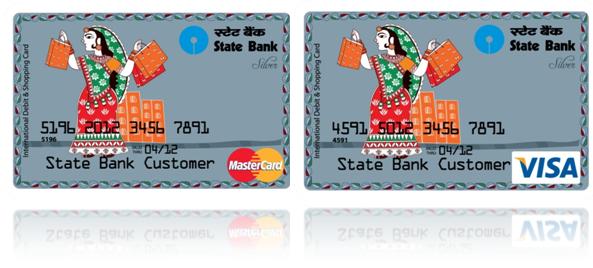 स्टेट बैंक
State Bank
Silver
International Debit & Shopping Card
5196 2012 3456 7891
5196
04/12
State Bank Customer
MasterCard
स्टेट बैंक
State Bank
Silver
International Debit & Shopping Card
4591 5012 3456 7891
4591
04/12
State Bank Customer
VISA